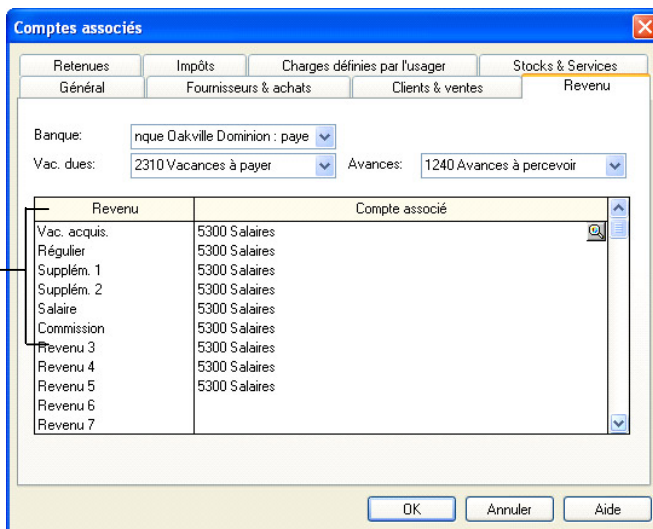 Comptes associés
Retenues Impôts Charges définies par l'usager Stocks & Services
Général Fournisseurs & achats Clients & ventes Revenu
Banque: nque Oakville Dominion : paye
Vac. dues: 2310 Vacances à payer Avances: 1240 Avances à percevoir
Revenu Compte associé
Vac. acquis. 5300 Salaires
Régulier 5300 Salaires
Supplém. 1 5300 Salaires
Supplém. 2 5300 Salaires
Salaire 5300 Salaires
Commission 5300 Salaires
Revenu 3 5300 Salaires
Revenu 4 5300 Salaires
Revenu 5 5300 Salaires
Revenu 6
Revenu 7
OK Annuler Aide